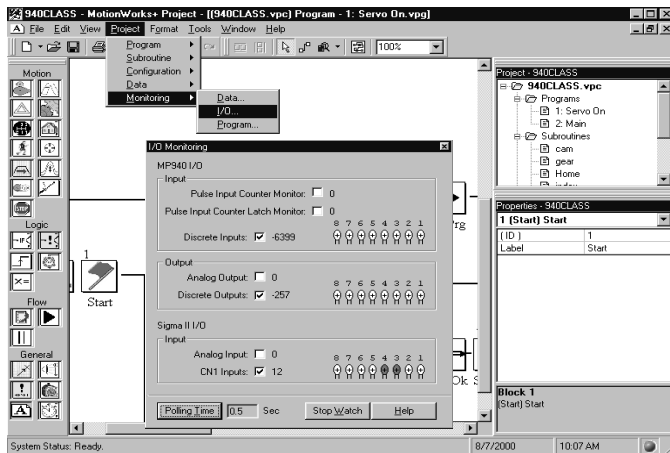 940CLASS - MotionWorks+ Project - [(940CLASS.vpc) Program - 1: Servo On.vpg]
File Edit View Project Format Tools Window Help
100%
Program
Subroutine
Configuration
Data
Monitoring
Data...
I/O...
Program...
Motion
STOP
Logic
IF
X=
Flow
General
A
1
Start
I/O Monitoring
MP940 I/O
Input
Pulse Input Counter Monitor: 0
Pulse Input Counter Latch Monitor: 0
8 7 6 5 4 3 2 1
Discrete Inputs: -6399
Output
Analog Output: 0
8 7 6 5 4 3 2 1
Discrete Outputs: -257
Sigma II I/O
Input
Analog Input: 0
8 7 6 5 4 3 2 1
CN1 Inputs: 12
Polling Time 0.5 Sec Stop Watch Help
Project - 940CLASS
940CLASS.vpc
Programs
1: Servo On
2: Main
Subroutines
cam
gear
Home
Properties - 940CLASS
1 (Start) Start
(ID) 1
Label Start
Block 1
(Start) Start
System Status: Ready. 8/7/2000 10:07 AM